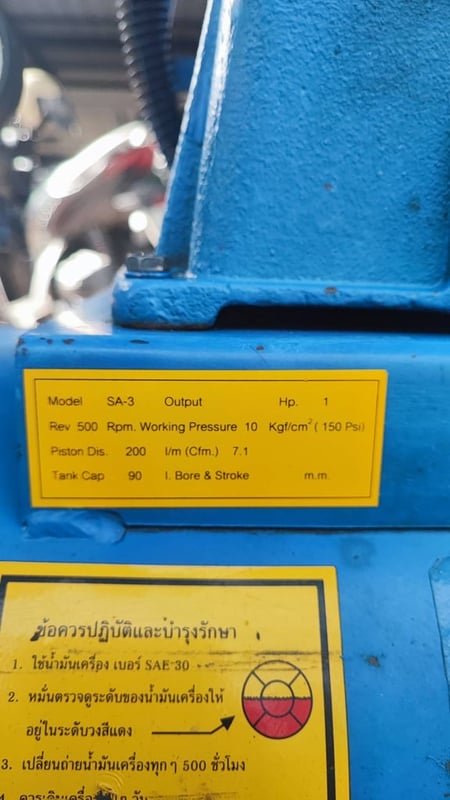 Model SA-3 Output Hp. 1
Rev 500 Rpm. Working Pressure 10 Kgf/cm² ( 150 Psi)
Piston Dis. 200 l/m (Cfm.) 7.1
Tank Cap 90 l. Bore & Stroke m.m.
ข้อควรปฏิบัติและบำรุงรักษา
1. ใช้น้ำมันเครื่อง เบอร์ SAE 30
2. หมั่นตรวจดูระดับของน้ำมันเครื่องให้
อยู่ในระดับวงสีแดง
3. เปลี่ยนถ่ายน้ำมันเครื่องทุก ๆ 500 ชั่วโมง